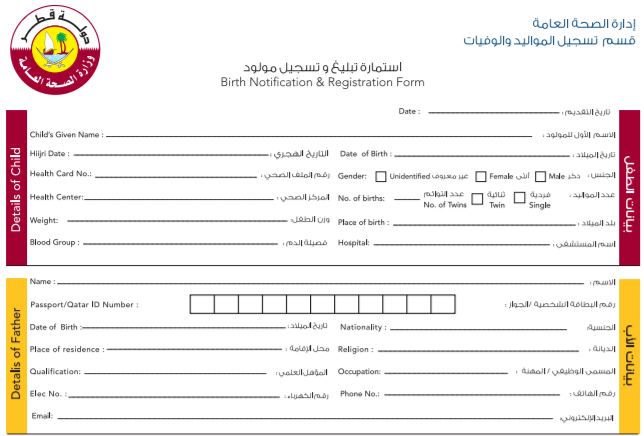 دولة قطر
وزارة الصحة العامة
إدارة الصحة العامة
قسم تسجيل المواليد والوفيات
استمارة تبليغ و تسجيل مولود
Birth Notification & Registration Form
Date : تاريخ التقديم :
Details of Child
بيانات الطفل
Child's Given Name : الاسم الأول للمولود :
Hiijri Date : التاريخ الهجري : Date of Birth : تاريخ الميلاد :
Health Card No.: رقم الملف الصحي : Gender: Unidentified غير معروف Female أنثى Male ذكر الجنس :
Health Center: المركز الصحي : No. of births: عدد التوائم No. of Twins ثنائية Twin فردية Single عدد المواليد :
Weight: وزن الطفل: Place of birth : بلد الميلاد :
Blood Group : فصيلة الدم : Hospital: اسم المستشفى :
Detalis of Father
بيانات الأب
Name : الاسم :
Passport/Qatar ID Number : رقم البطاقة الشخصية /الجواز :
Date of Birth : تاريخ الميلاد : Nationality : الجنسية:
Place of residence : محل الإقامة : Religion : الديانة :
Qualification: المؤهل العلمي : Occupation: المسمى الوظيفي / المهنة :
Elec No. : رقم الكهرباء: Phone No.: رقم الهاتف :
Email: البريد الإلكتروني: